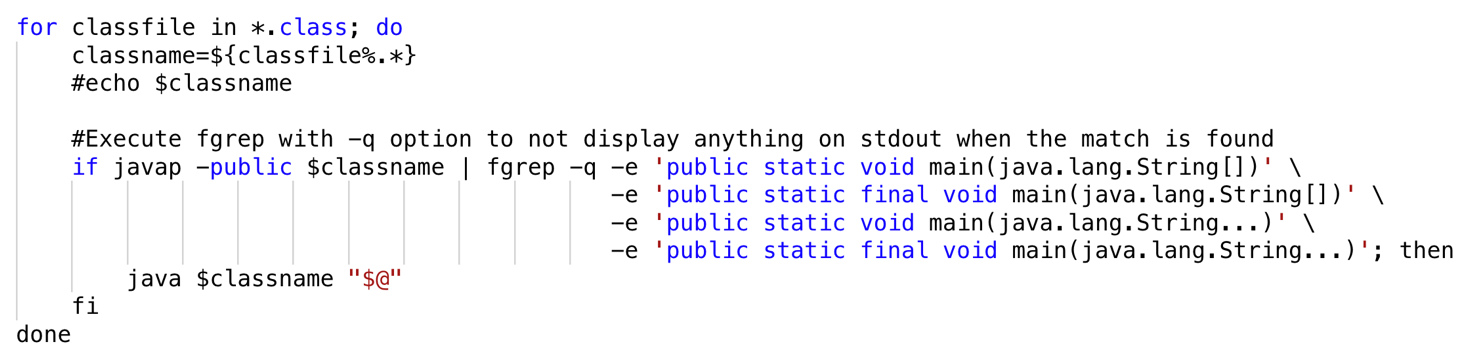 for classfile in *.class; do
    classname=${classfile%.*}
    #echo $classname

    #Execute fgrep with -q option to not display anything on stdout when the match is found
    if javap -public $classname | fgrep -q -e 'public static void main(java.lang.String[])' \
                                           -e 'public static final void main(java.lang.String[])' \
                                           -e 'public static void main(java.lang.String...)' \
                                           -e 'public static final void main(java.lang.String...)'; then
        java $classname "$@"
    fi
done